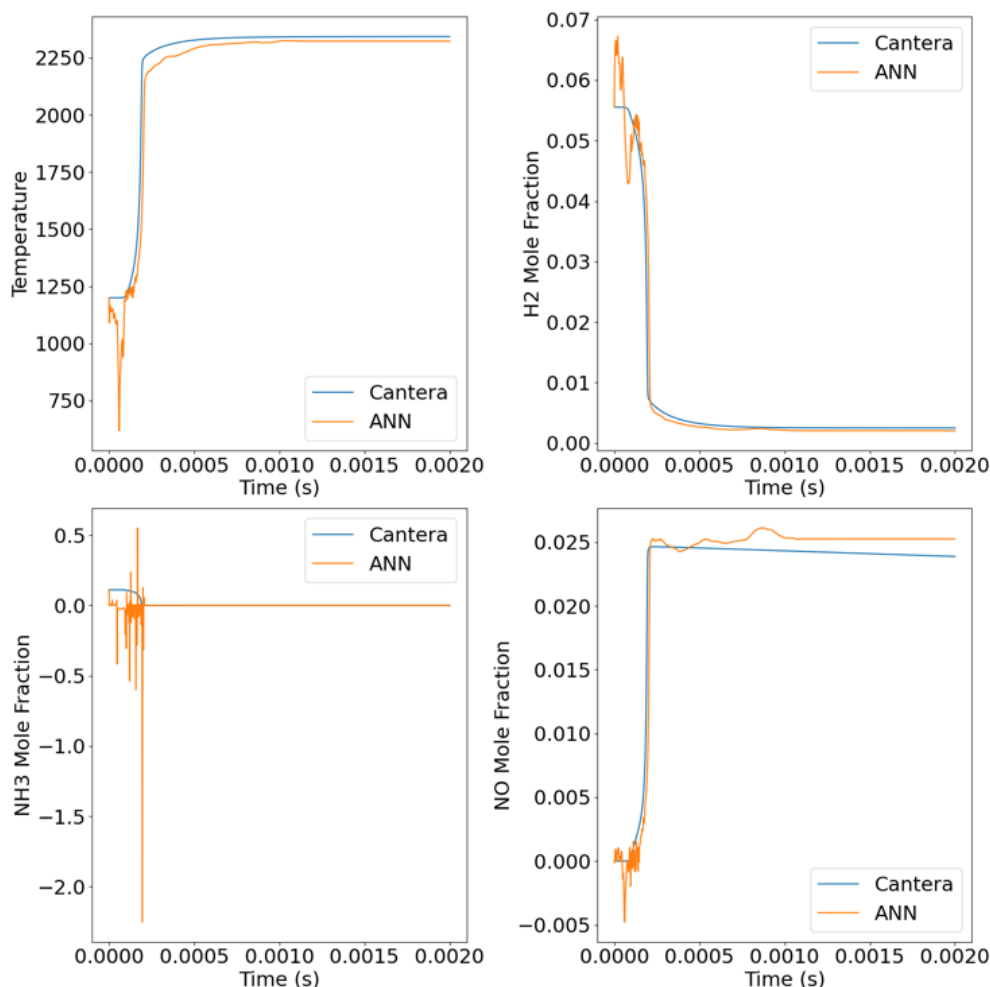 2250
2000
1750
1500
1250
1000
750
Temperature
Cantera
ANN
0.0000 0.0005 0.0010 0.0015 0.0020
Time (s)
0.07
0.06
0.05
0.04
0.03
0.02
0.01
0.00
H2 Mole Fraction
Cantera
ANN
0.0000 0.0005 0.0010 0.0015 0.0020
Time (s)
0.5
0.0
−0.5
−1.0
−1.5
−2.0
NH3 Mole Fraction
Cantera
ANN
0.0000 0.0005 0.0010 0.0015 0.0020
Time (s)
0.025
0.020
0.015
0.010
0.005
0.000
−0.005
NO Mole Fraction
Cantera
ANN
0.0000 0.0005 0.0010 0.0015 0.0020
Time (s)